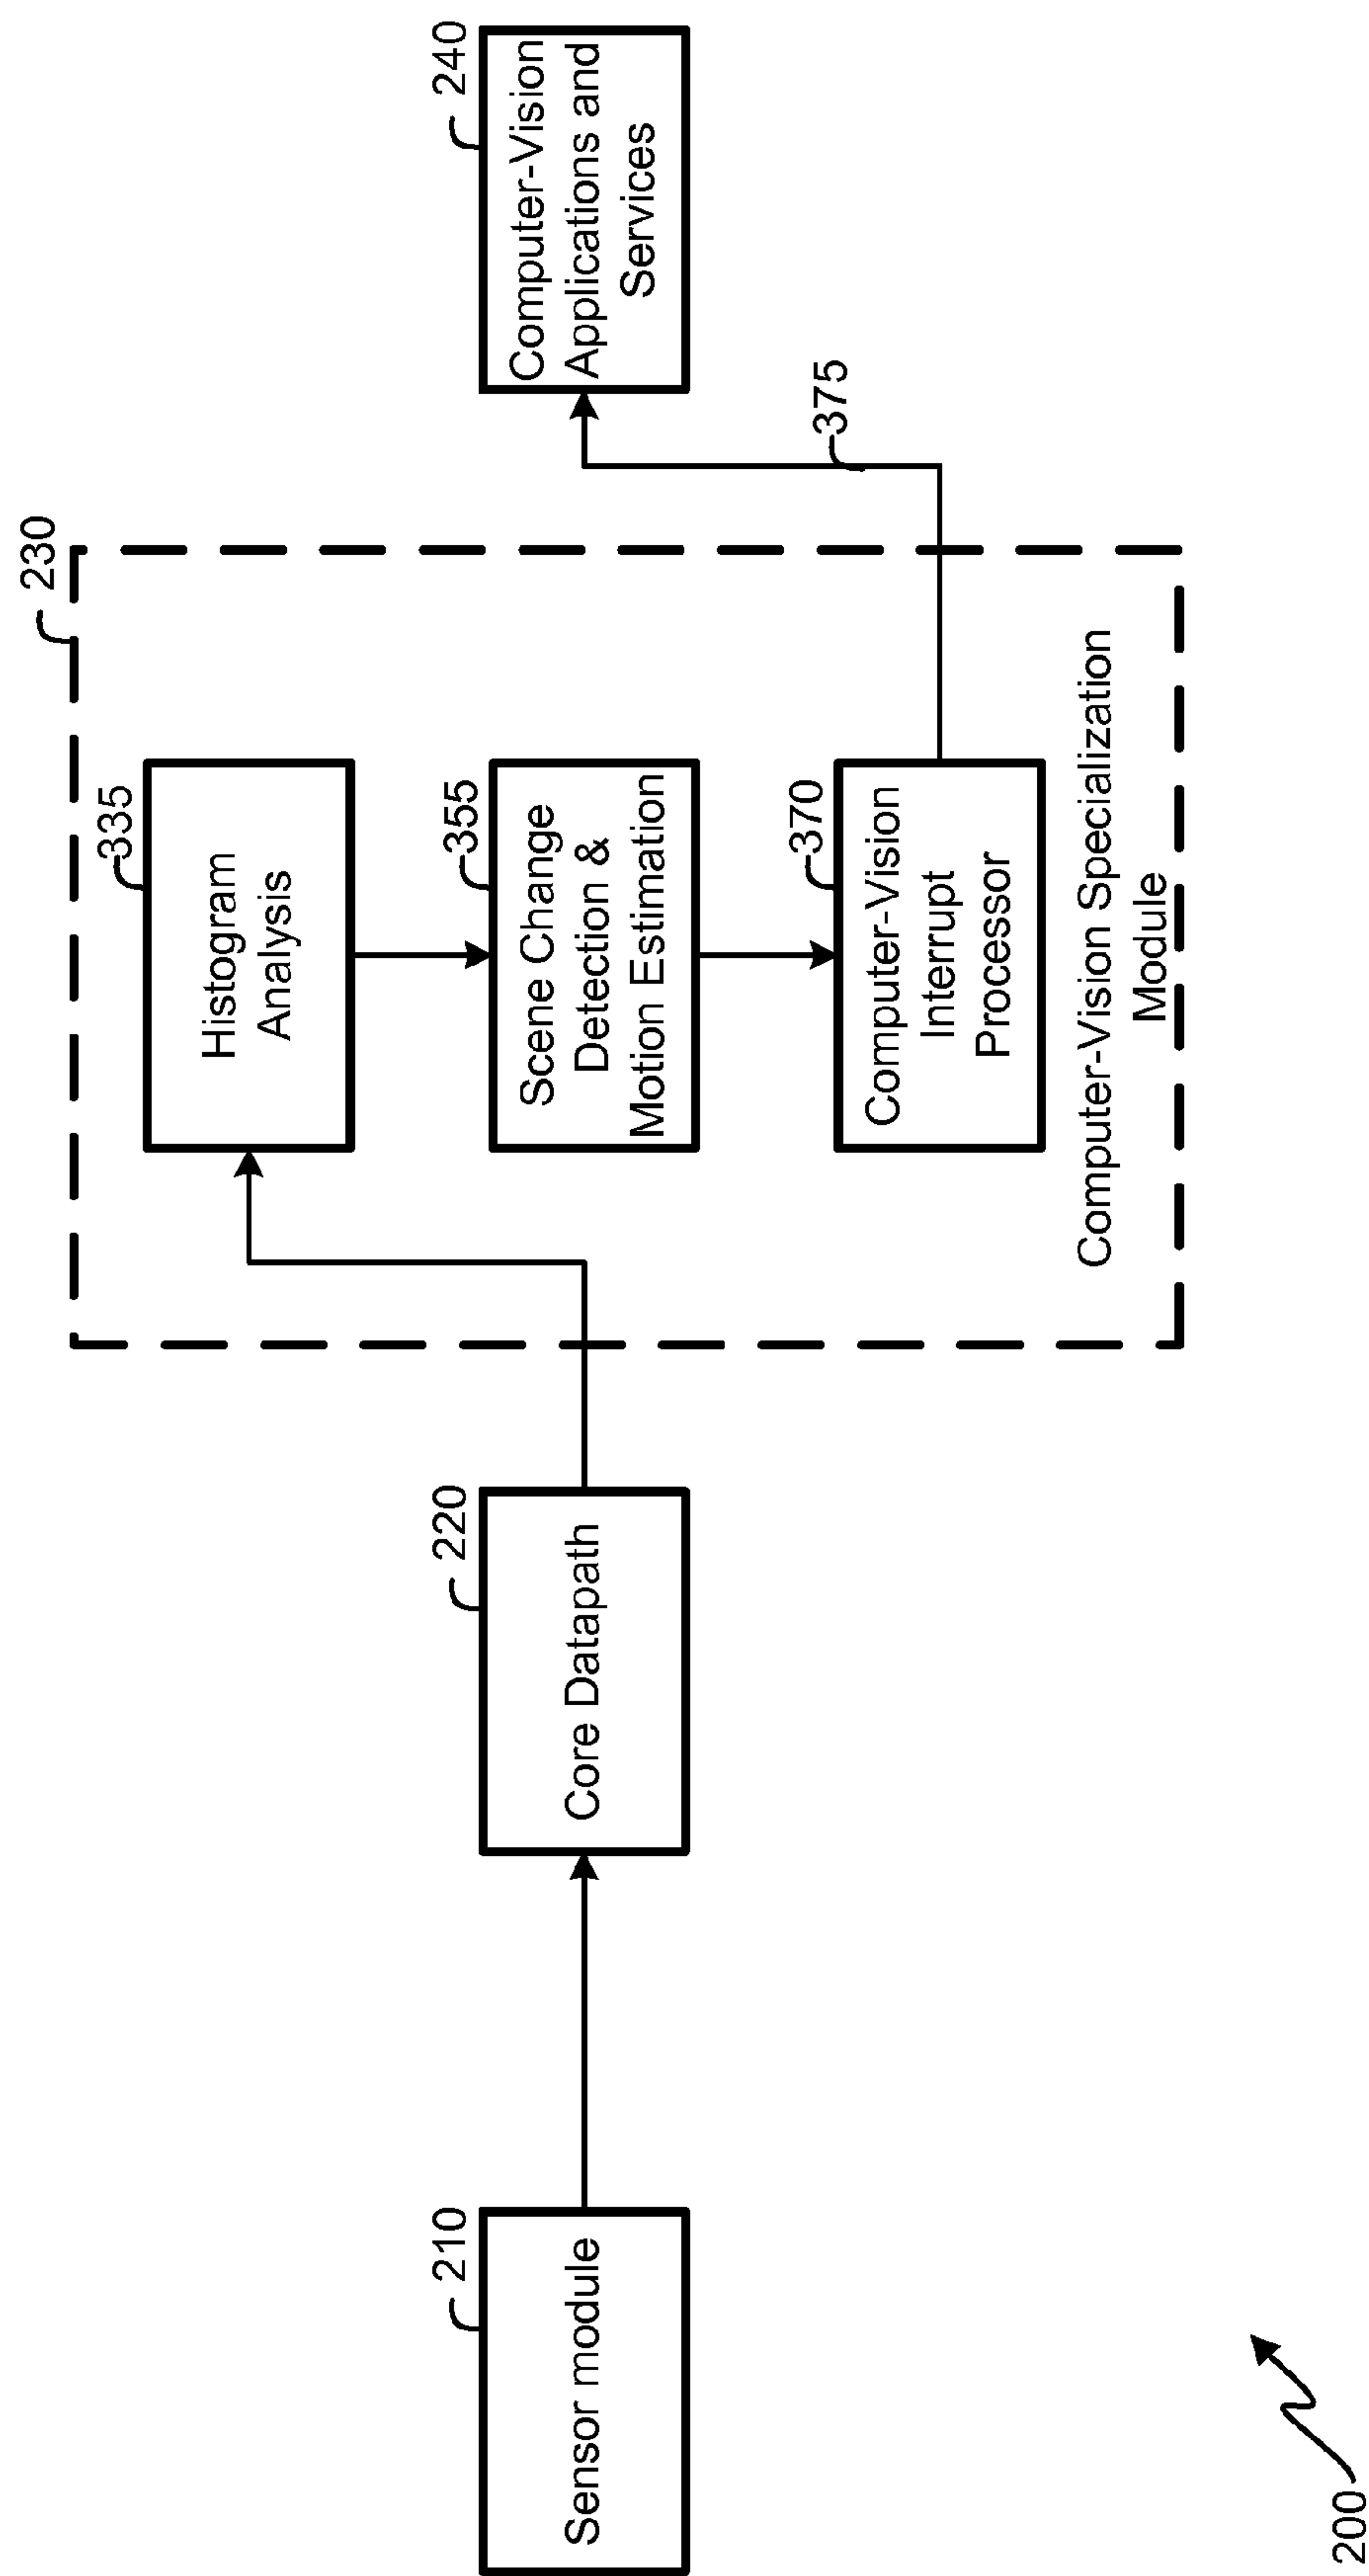 200
210
Sensor module
220
Core Datapath
230
335
Histogram
Analysis
355
Scene Change
Detection &
Motion Estimation
370
Computer-Vision
Interrupt
Processor
Computer-Vision Specialization
Module
375
240
Computer-Vision
Applications and
Services